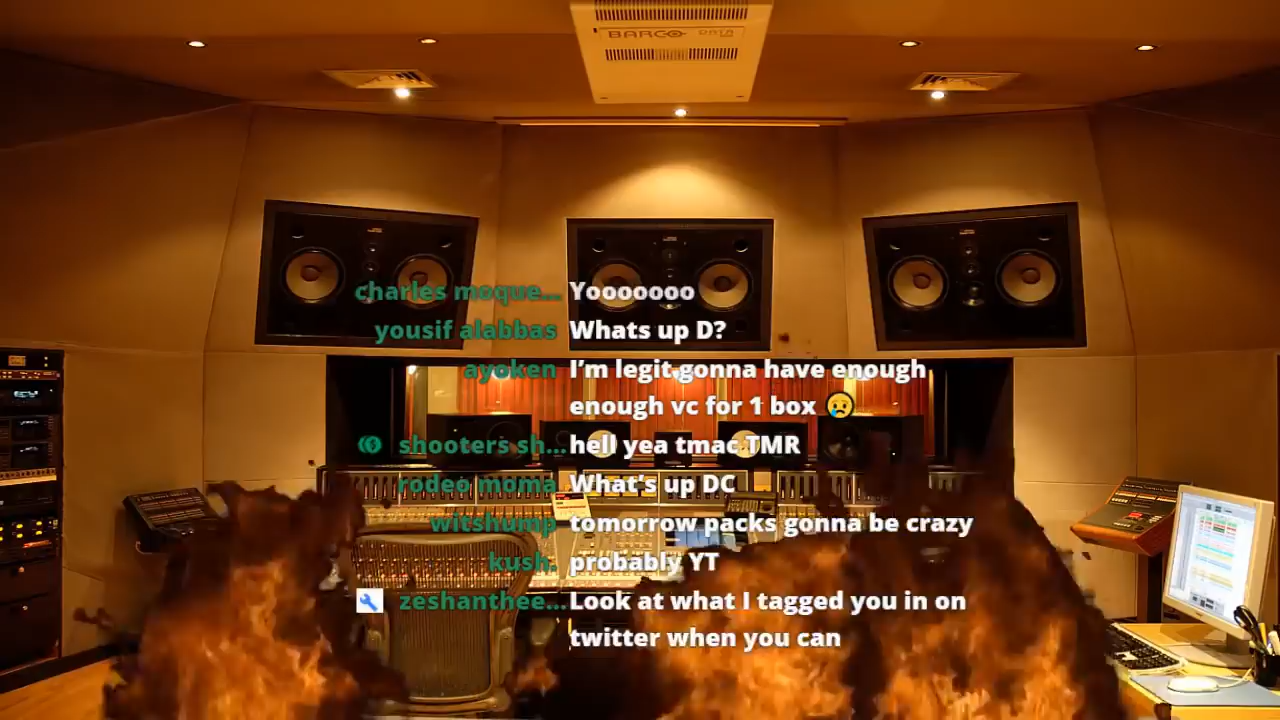 BARCO DATA
charles moque... Yooooooo
yousif alabbas Whats up D?
ayoken I'm legit gonna have enough
enough vc for 1 box 😢
shooters sh... hell yea tmac TMR
rodeo moma What's up DC
witshump tomorrow packs gonna be crazy
kush. probably YT
zeshanthee... Look at what I tagged you in on
twitter when you can